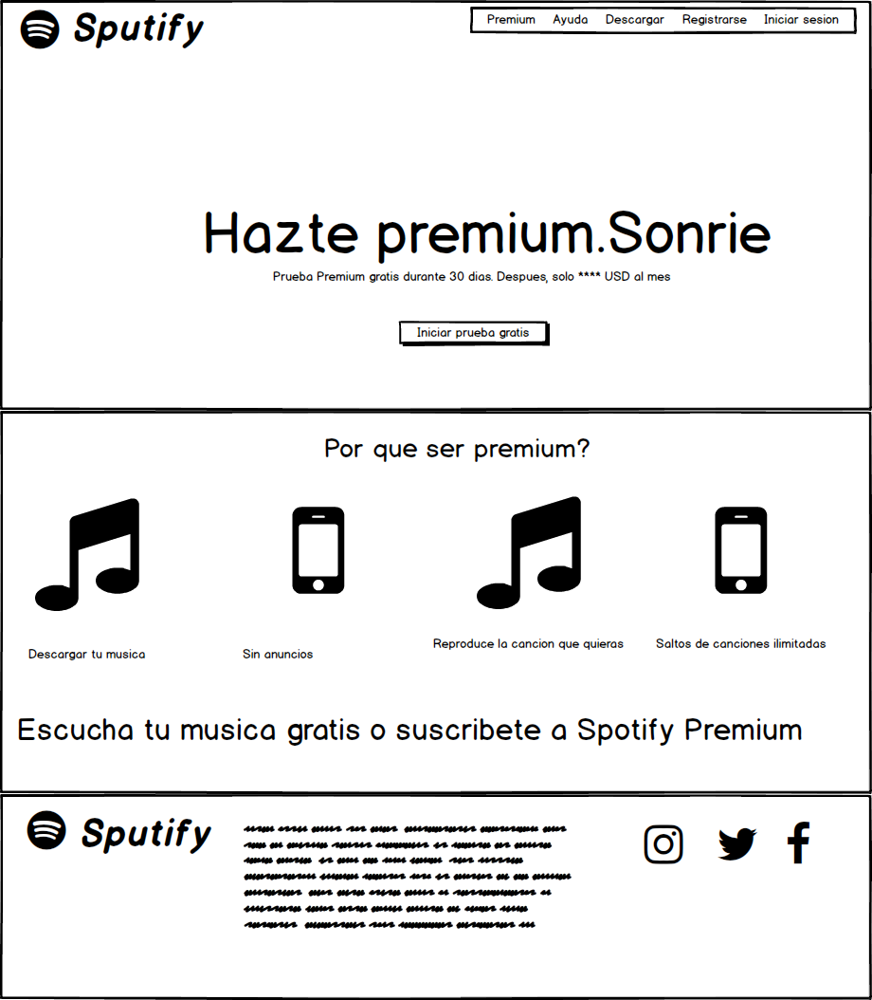 Sputify
Premium Ayuda Descargar Registrarse Iniciar sesion
Hazte premium.Sonrie
Prueba Premium gratis durante 30 dias. Despues, solo **** USD al mes
Iniciar prueba gratis
Por que ser premium?
Descargar tu musica
Sin anuncios
Reproduce la cancion que quieras
Saltos de canciones ilimitadas
Escucha tu musica gratis o suscribete a Spotify Premium
Sputify